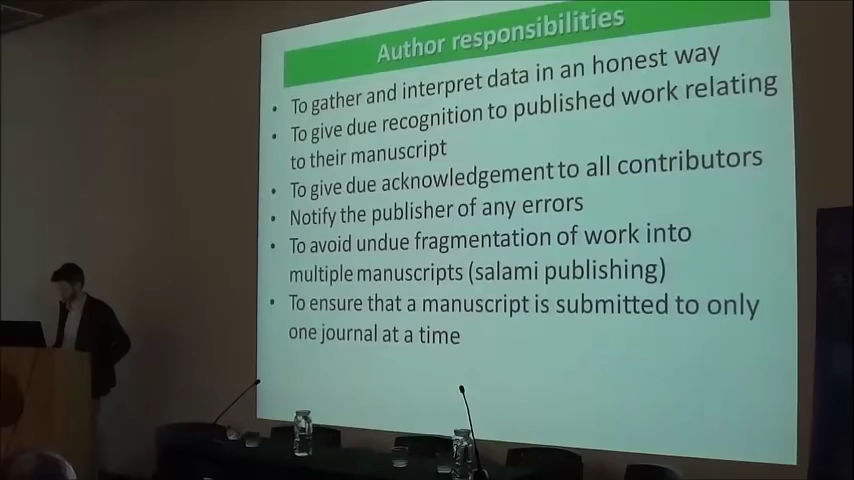 Author responsibilities
• To gather and interpret data in an honest way
• To give due recognition to published work relating
to their manuscript
• To give due acknowledgement to all contributors
• Notify the publisher of any errors
• To avoid undue fragmentation of work into
multiple manuscripts (salami publishing)
• To ensure that a manuscript is submitted to only
one journal at a time